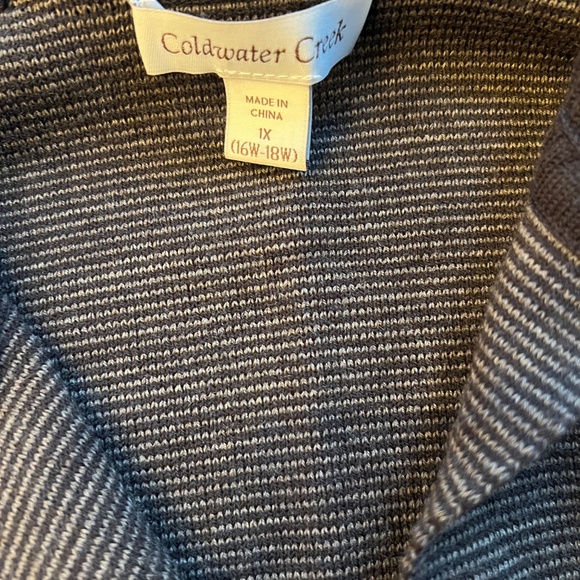 Coldwater Creek
MADE IN
CHINA
1X
(16W-18W)